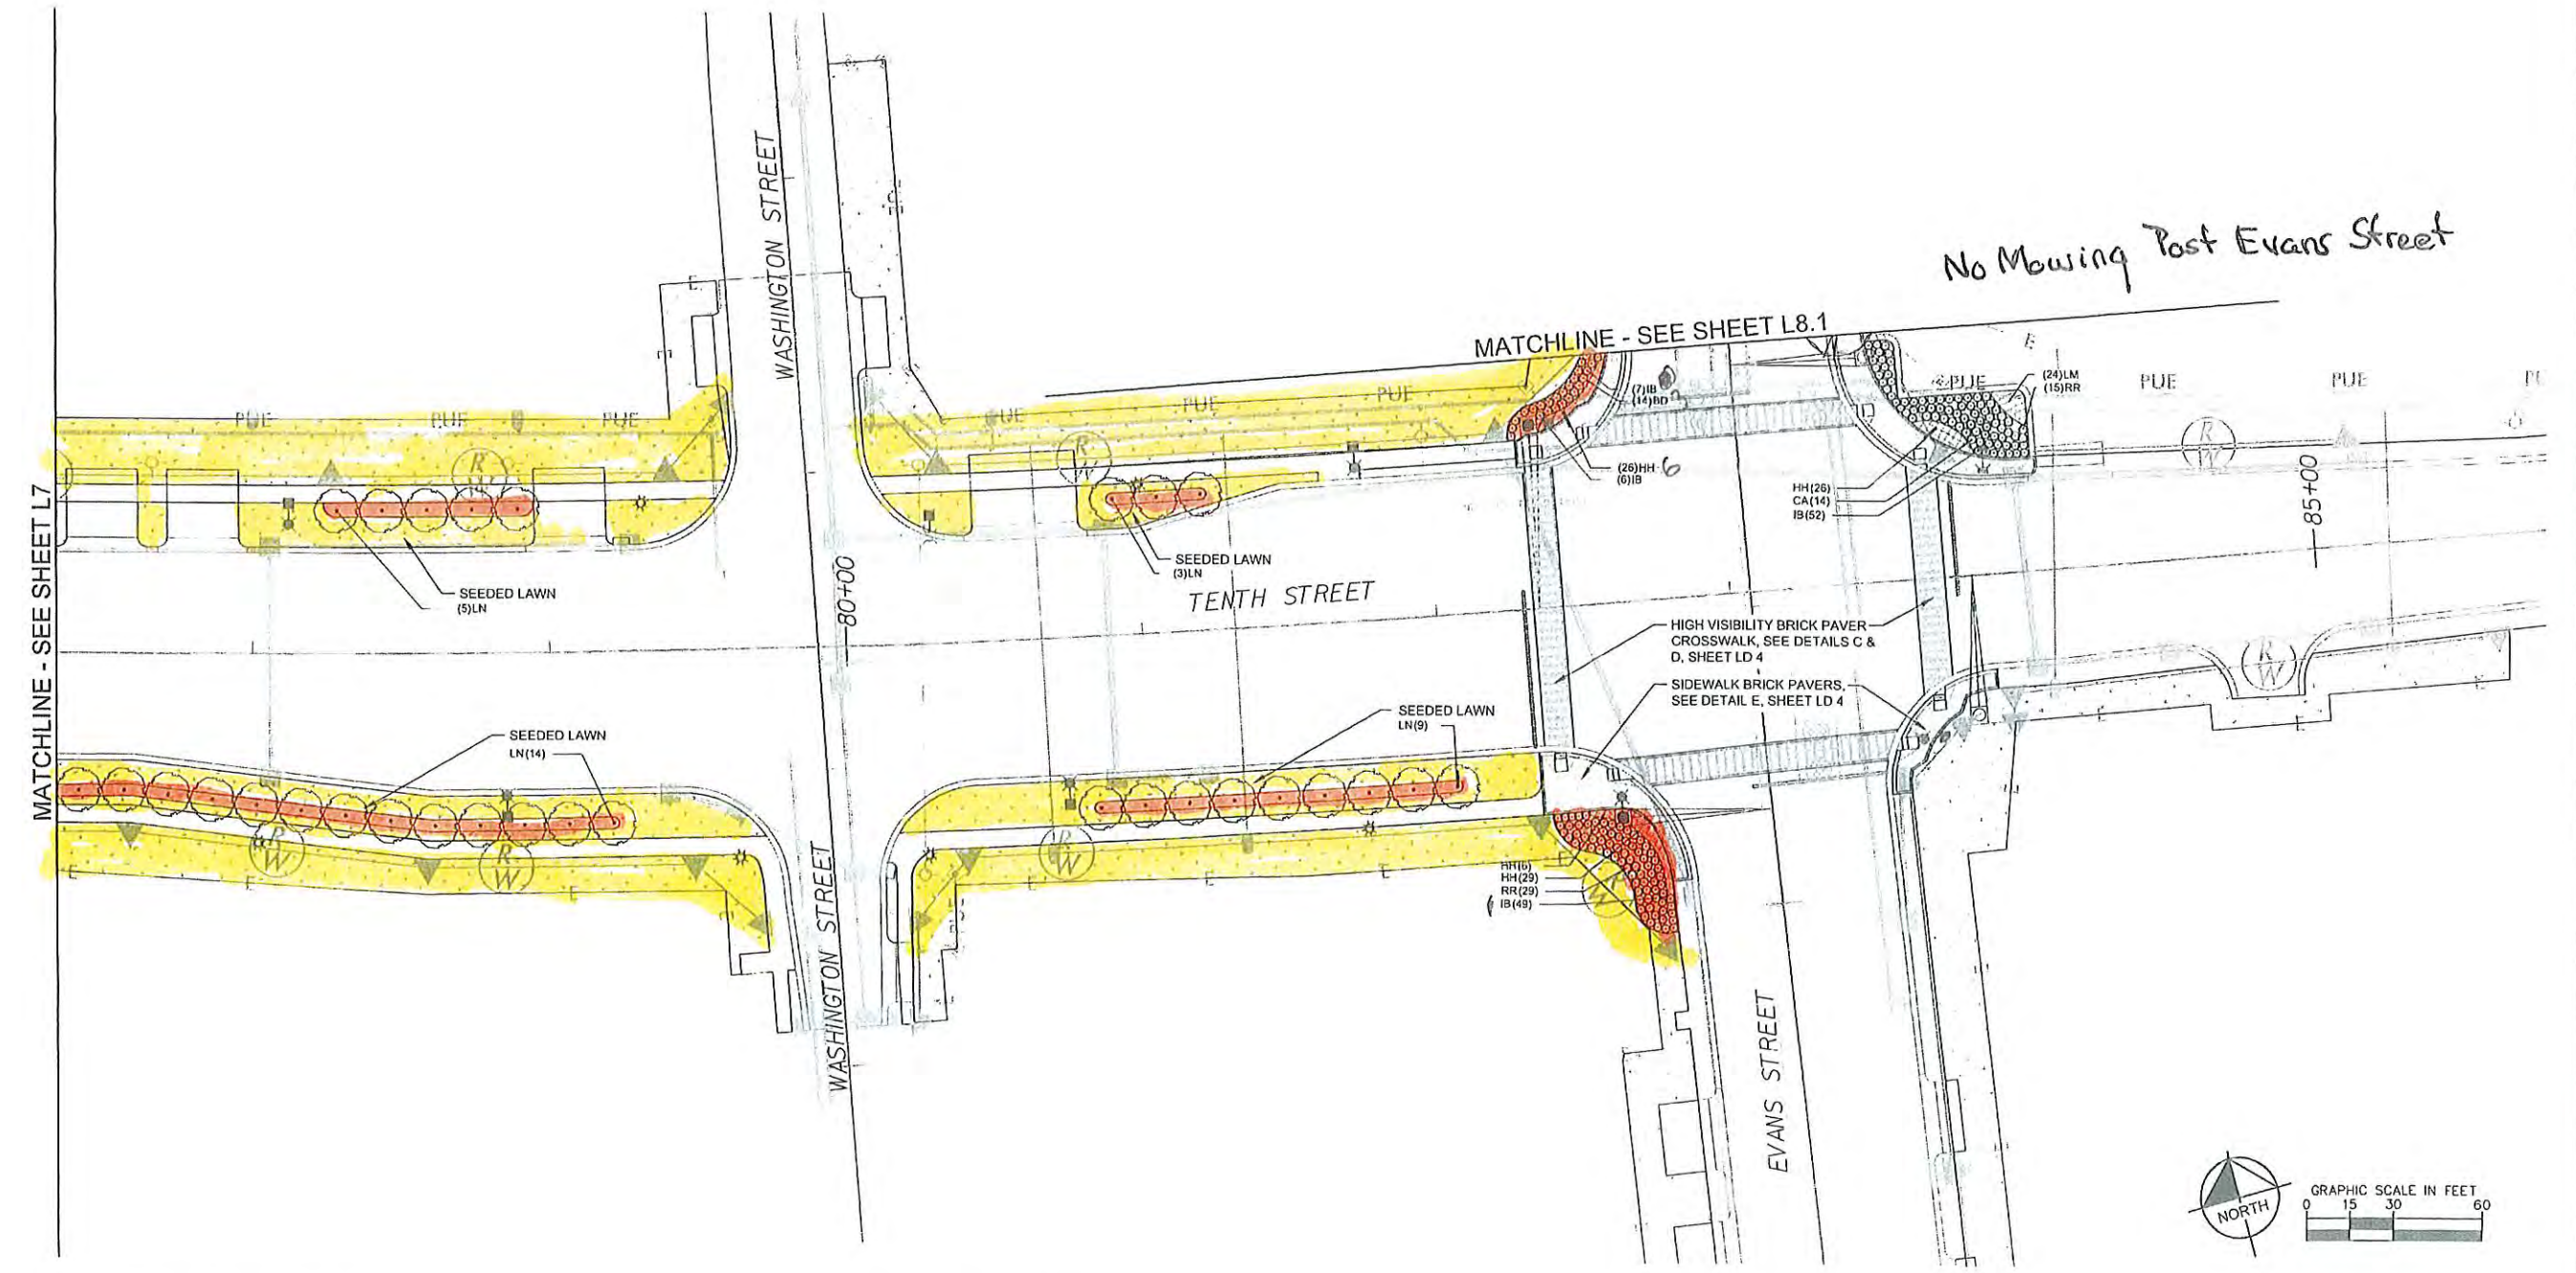 No Mowing Past Evans Street
MATCHLINE - SEE SHEET L8.1
MATCHLINE - SEE SHEET L7
WASHINGTON STREET
PUE
PUE
PUE
PUE
PUE
PUE
PUE
PUE
R
W
R
W
R
W
(7)IB
(14)BD
(26)HH 6
(6)IB
(24)LM
(15)RR
HH(26)
CA(14)
IB(52)
85+00
SEEDED LAWN
(5)LN
SEEDED LAWN
(3)LN
80+00
TENTH STREET
HIGH VISIBILITY BRICK PAVER
CROSSWALK, SEE DETAILS C &
D, SHEET LD 4
SIDEWALK BRICK PAVERS,
SEE DETAIL E, SHEET LD 4
R
W
SEEDED LAWN
LN(14)
SEEDED LAWN
LN(9)
R
W
R
W
R
W
E
E
E
E
E
E
HH(6)
HH(29)
RR(29)
IB(49)
WASHINGTON STREET
EVANS STREET
NORTH
GRAPHIC SCALE IN FEET
0 15 30 60